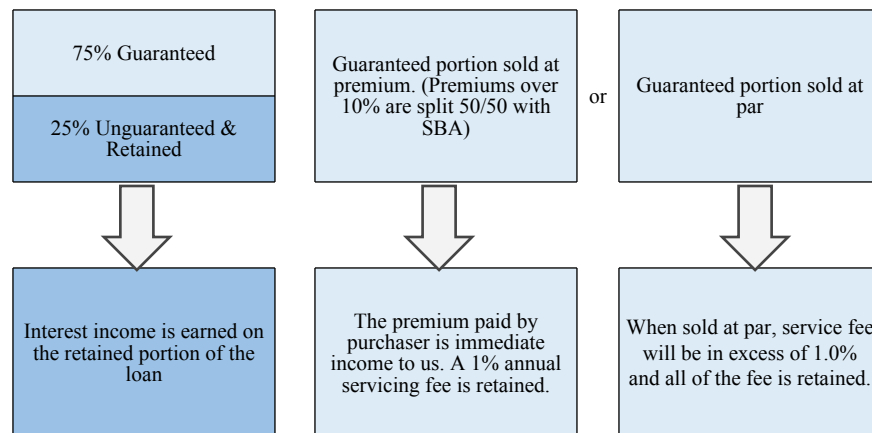 75% Guaranteed
25% Unguaranteed &
Retained
Guaranteed portion sold at
premium. (Premiums over
10% are split 50/50 with
SBA)
or
Guaranteed portion sold at
par
Interest income is earned on
the retained portion of the
loan
The premium paid by
purchaser is immediate
income to us. A 1% annual
servicing fee is retained.
When sold at par, service fee
will be in excess of 1.0%
and all of the fee is retained.